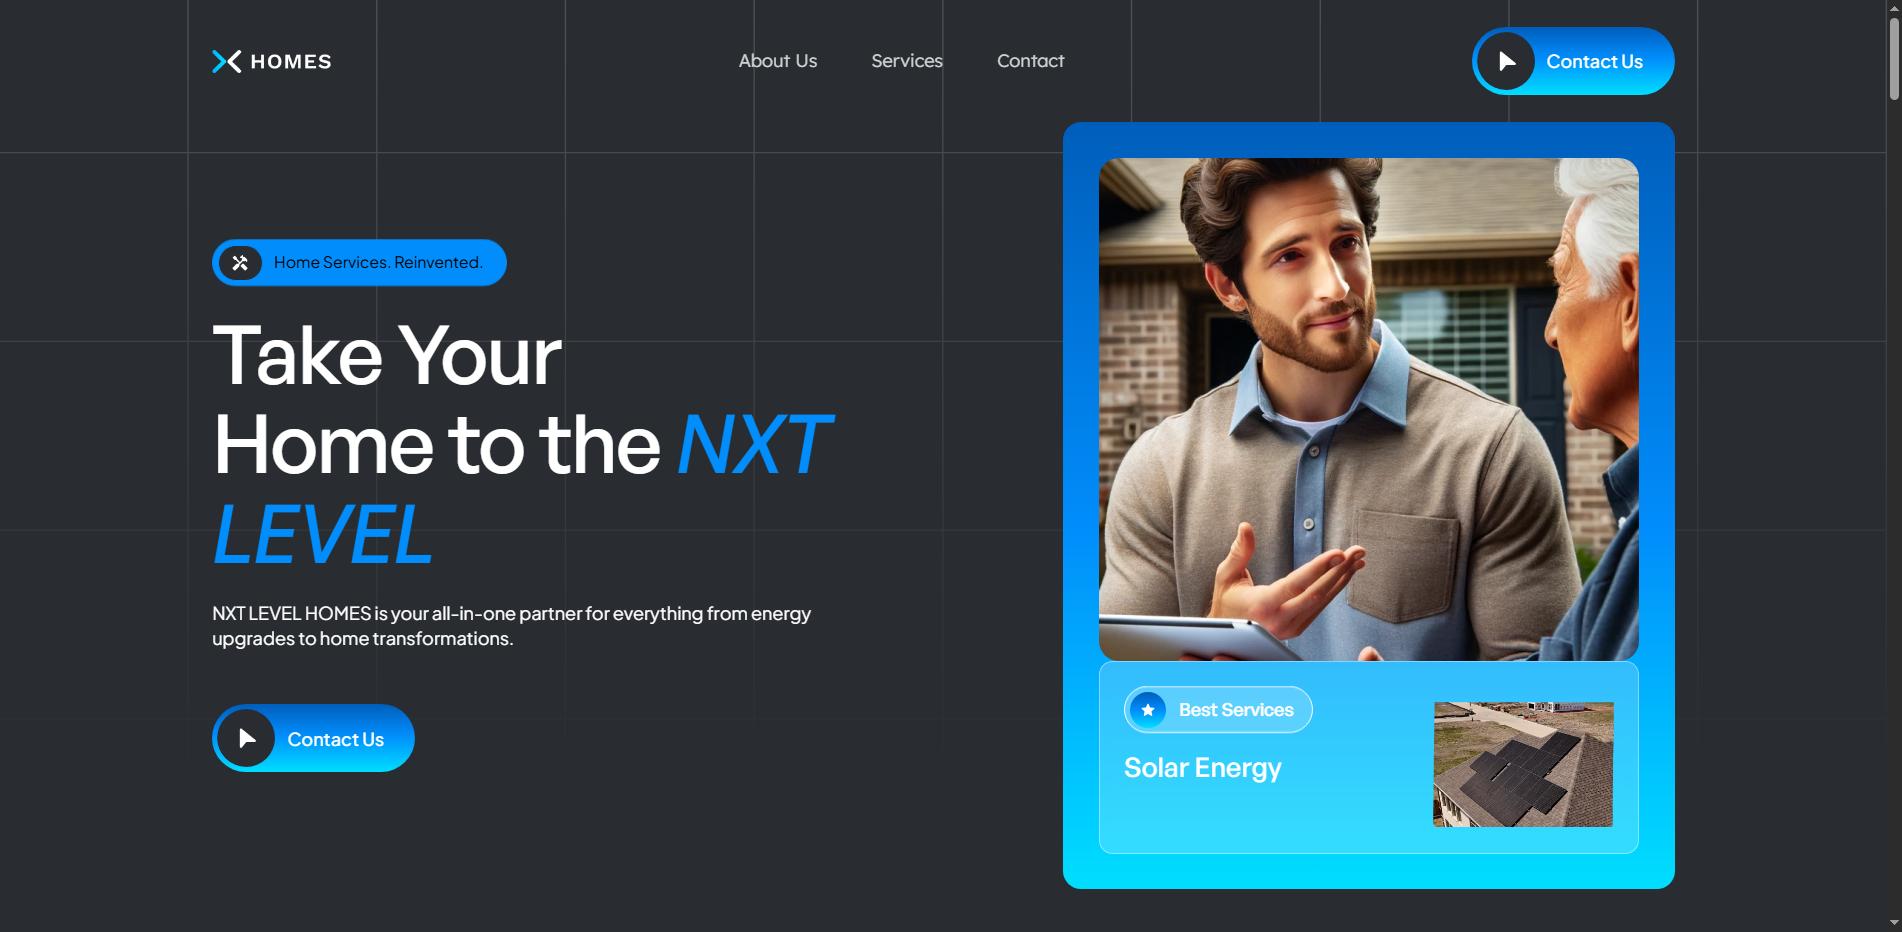 HOMES
About Us
Services
Contact
Contact Us
Home Services. Reinvented.
Take Your
Home to the NXT
LEVEL
NXT LEVEL HOMES is your all-in-one partner for everything from energy
upgrades to home transformations.
Contact Us
Best Services
Solar Energy